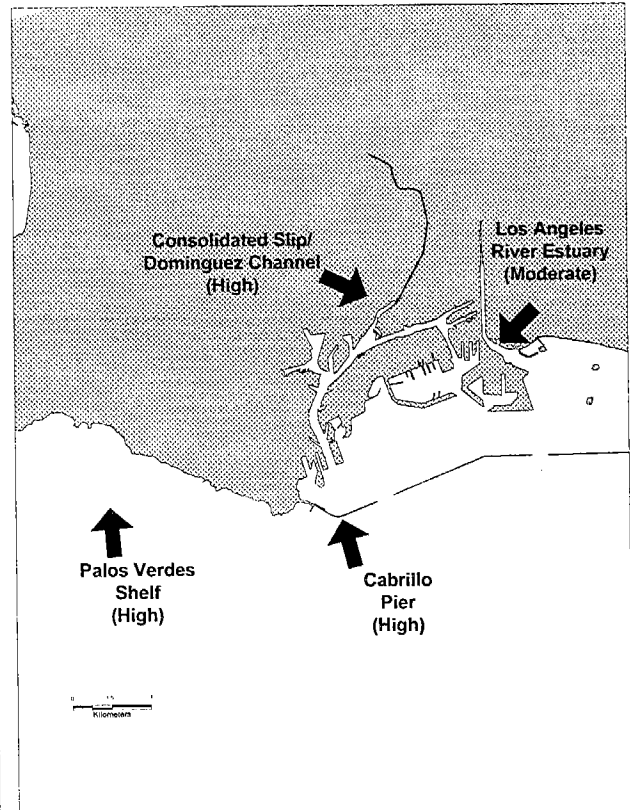 Consolidated Slip/
Dominguez Channel
(High)
Los Angeles
River Estuary
(Moderate)
Palos Verdes
Shelf
(High)
Cabrillo
Pier
(High)
Kilometers